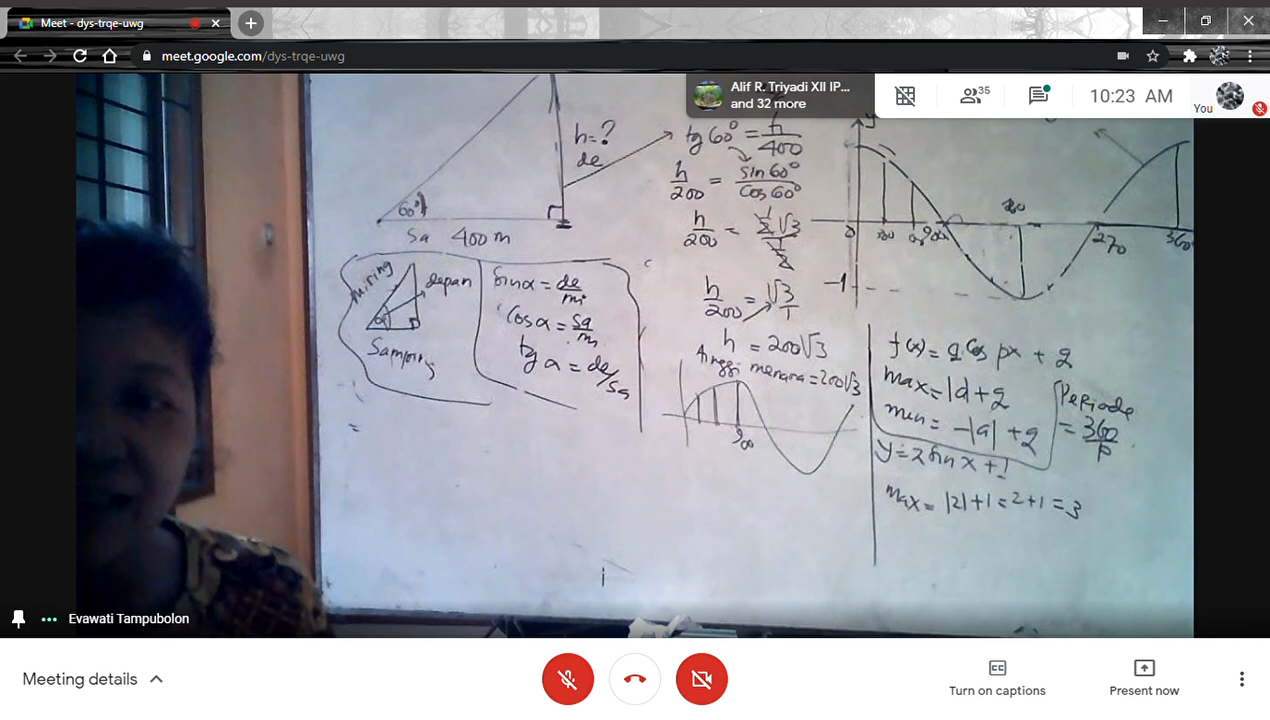 Meet - dys-trqe-uwg
meet.google.com/dys-trqe-uwg
Alif R. Triyadi XII IP...
and 32 more
35
10:23 AM
You
h=?
de
60°
Sa 400 m
miring
depan
α
Samping
Sinα = de/mi
Cosα = sa/mi
tg α = de/sa
=
tg 60° = h/400
h/200 = sin 60°/Cos 60°
h/200 = ½√3/½
h/200 = √3/1
h = 200√3
tinggi menara = 200√3
90°
y
0
-1
270
360°
f(x) = a Cos px + q
max = |a| + q
min = -|a| + q
Periode
= 360/p
y = 2 Sin x + 1
max = |2| + 1 = 2 + 1 = 3
Evawati Tampubolon
Meeting details
Turn on captions
Present now